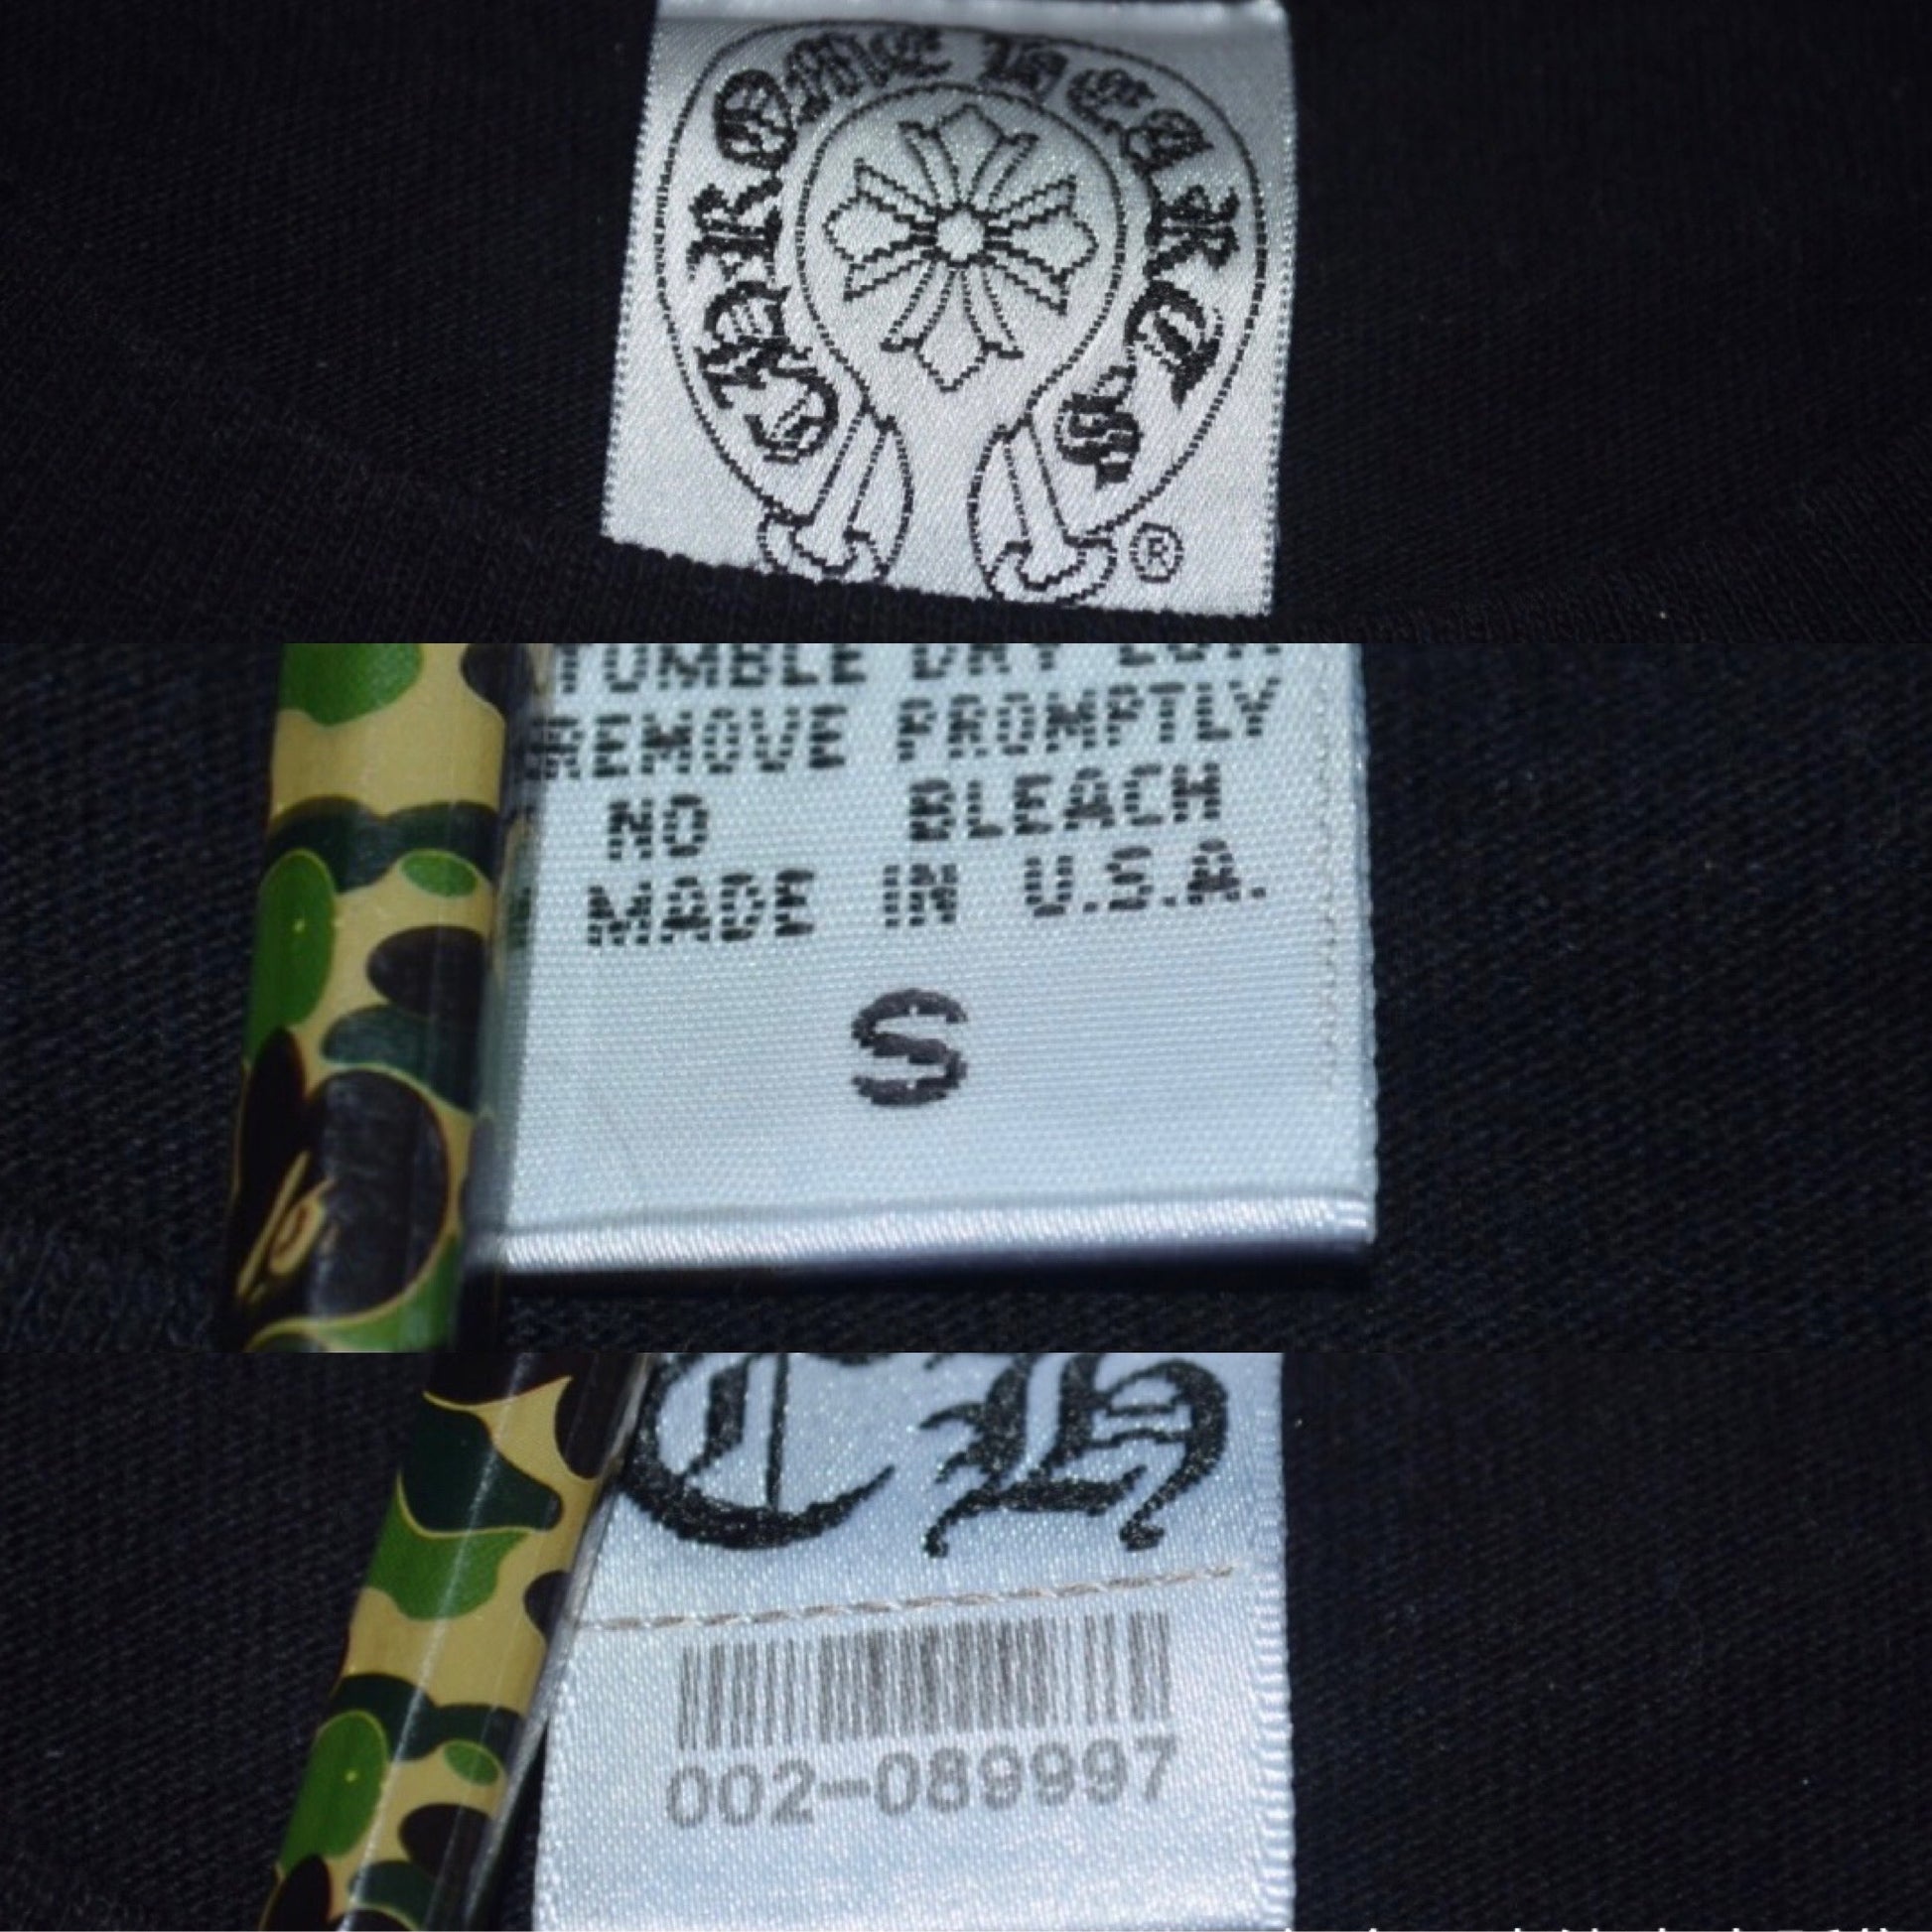 CHROME HEARTS
®
TUMBLE DRY LOW
REMOVE PROMPTLY
NO BLEACH
MADE IN U.S.A.
S
CH
002-089997